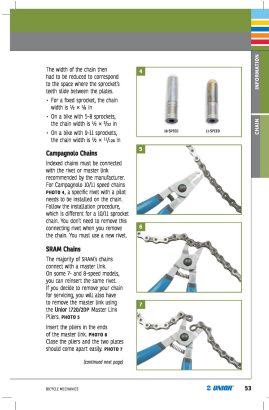 The width of the chain then
had to be reduced to correspond
to the space where the sprocket's
teeth slide between the plates.
• For a fixed sprocket, the chain
width is ½ × ⅛ in
• On a bike with 5-8 sprockets,
the chain width is ½ × 3/32 in
• On a bike with 9-11 sprockets,
the chain width is ½ × 11/128 in
Campagnolo Chains
Indexed chains must be connected
with the rivet or master link
recommended by the manufacturer.
For Campagnolo 10/11 speed chains
PHOTO 4, a specific rivet with a pilot
needs to be installed on the chain.
Follow the installation procedure,
which is different for a 10/11 sprocket
chain. You don't need to remove this
connecting rivet when you remove
the chain. You must use a new rivet.
SRAM Chains
The majority of SRAM's chains
connect with a master link.
On some 7- and 8-speed models,
you can reinsert the same rivet.
If you decide to remove your chain
for servicing, you will also have
to remove the master link using
the Unior 1720/2DP Master Link
Pliers. PHOTO 5
Insert the pliers in the ends
of the master link. PHOTO 6
Close the pliers and the two plates
should come apart easily. PHOTO 7
(continued next page)
4
10-SPEED
11-SPEED
5
6
7
INFORMATION
CHAIN
BICYCLE MECHANICS
UNIOR
53